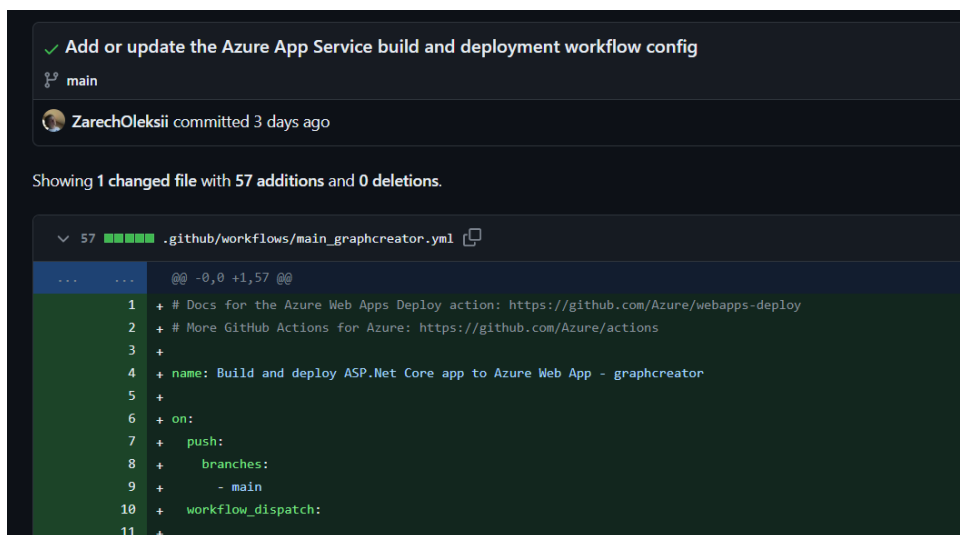 Add or update the Azure App Service build and deployment workflow config
main
ZarechOleksii committed 3 days ago
Showing 1 changed file with 57 additions and 0 deletions.
57 .github/workflows/main_graphcreator.yml
... ... @@ -0,0 +1,57 @@
1 + # Docs for the Azure Web Apps Deploy action: https://github.com/Azure/webapps-deploy
2 + # More GitHub Actions for Azure: https://github.com/Azure/actions
3 +
4 + name: Build and deploy ASP.Net Core app to Azure Web App - graphcreator
5 +
6 + on:
7 +   push:
8 +     branches:
9 +       - main
10 +   workflow_dispatch:
11 +